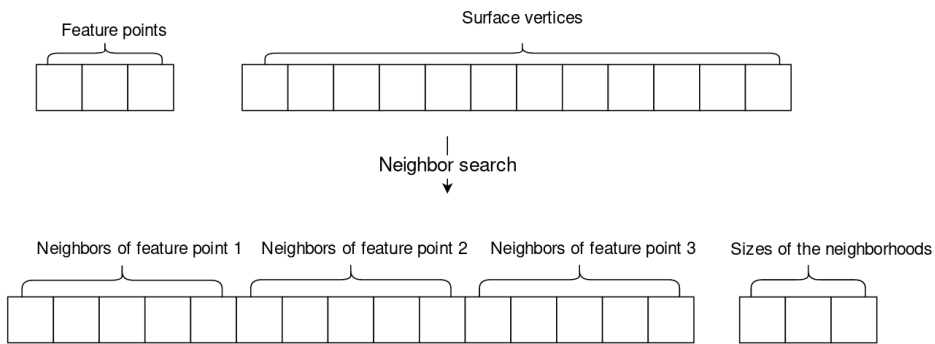 Feature points
Surface vertices
Neighbor search
Neighbors of feature point 1
Neighbors of feature point 2
Neighbors of feature point 3
Sizes of the neighborhoods